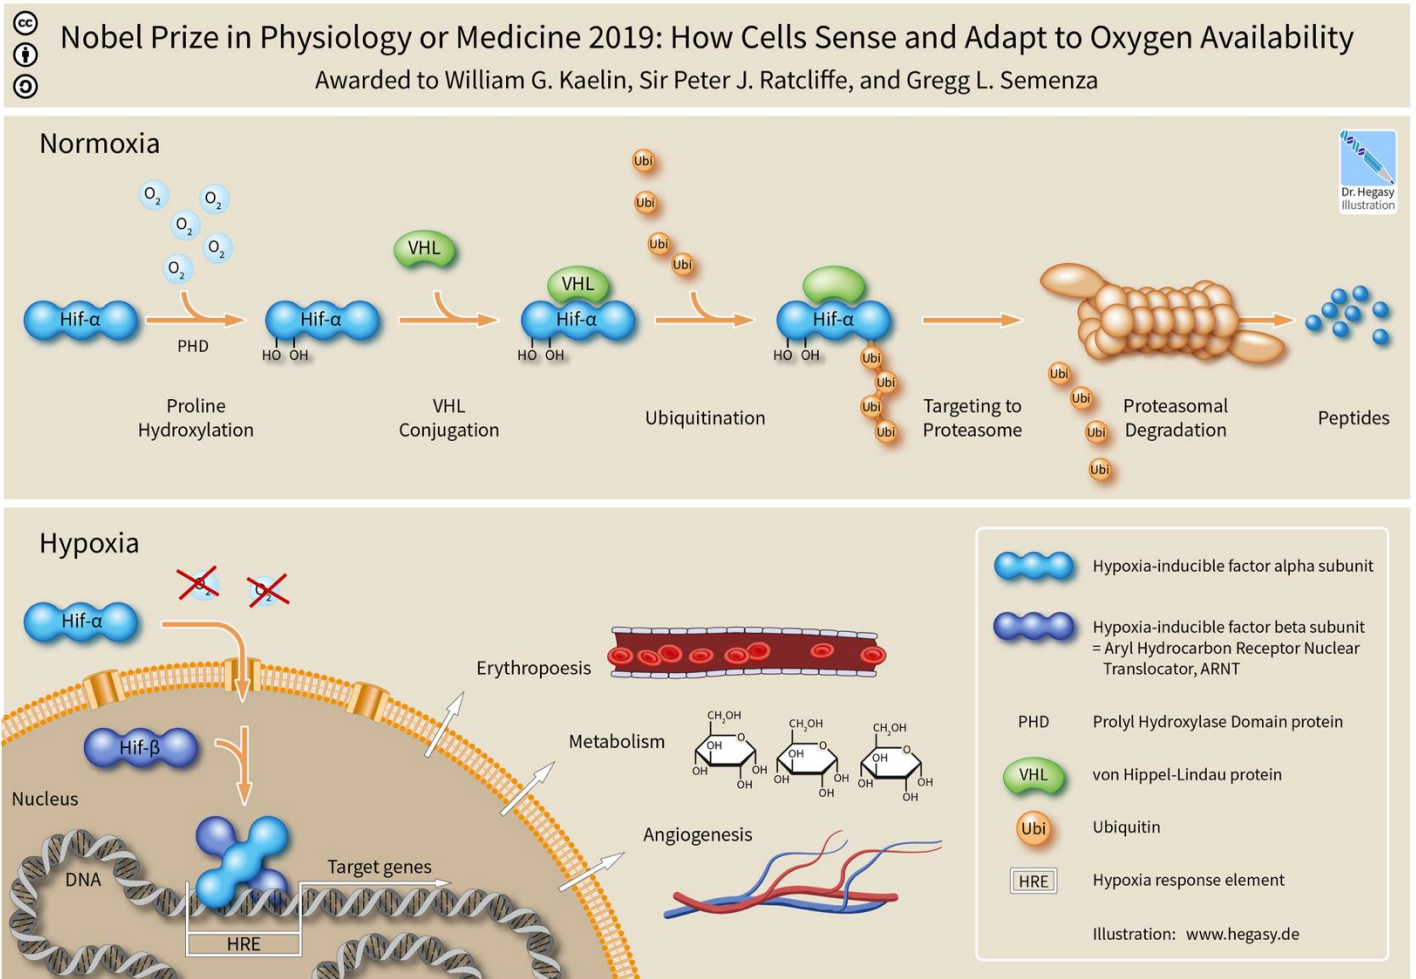 Nobel Prize in Physiology or Medicine 2019: How Cells Sense and Adapt to Oxygen Availability
Awarded to William G. Kaelin, Sir Peter J. Ratcliffe, and Gregg L. Semenza
cc
Normoxia
Dr. Hegasy
Illustration
O2
O2
O2
O2
O2
Hif-α
PHD
Proline
Hydroxylation
Hif-α
HO OH
VHL
VHL
Conjugation
VHL
Hif-α
HO OH
Ubi
Ubi
Ubi
Ubi
Ubiquitination
Hif-α
HO OH
Ubi
Ubi
Ubi
Ubi
Targeting to
Proteasome
Ubi
Ubi
Ubi
Ubi
Proteasomal
Degradation
Peptides
Hypoxia
O2
O2
Hif-α
Hif-β
Nucleus
DNA
Target genes
HRE
Erythropoesis
Metabolism
CH2OH
O
OH
OH
OH
OH
CH2OH
O
OH
OH
OH
OH
CH2OH
O
OH
OH
OH
OH
Angiogenesis
Hypoxia-inducible factor alpha subunit
Hypoxia-inducible factor beta subunit
= Aryl Hydrocarbon Receptor Nuclear
Translocator, ARNT
PHD Prolyl Hydroxylase Domain protein
VHL von Hippel-Lindau protein
Ubi Ubiquitin
HRE Hypoxia response element
Illustration: www.hegasy.de